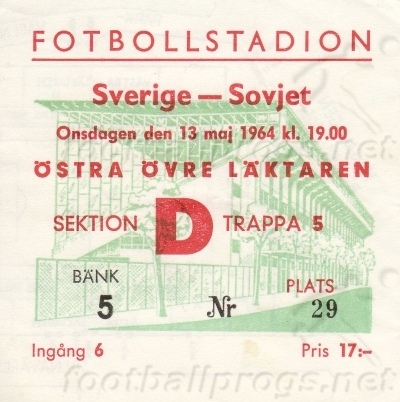 FOTBOLLSTADION
Sverige — Sovjet
Onsdagen den 13 maj 1964 kl. 19.00
ÖSTRA ÖVRE LÄKTAREN
SEKTION D TRAPPA 5
BÄNK PLATS
5 Nr 29
Ingång 6 Pris 17:–
footballprogs.net